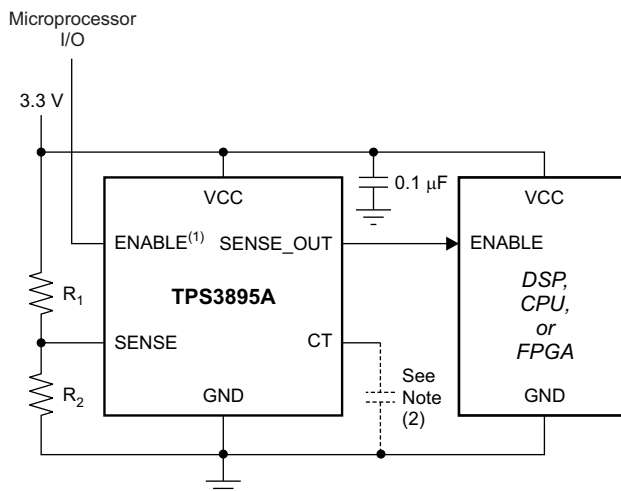 Microprocessor
I/O
3.3 V
VCC
0.1 μF
VCC
ENABLE(1)
SENSE_OUT
ENABLE
R1
TPS3895A
DSP,
CPU,
or
FPGA
SENSE
CT
R2
GND
See
Note
(2)
GND